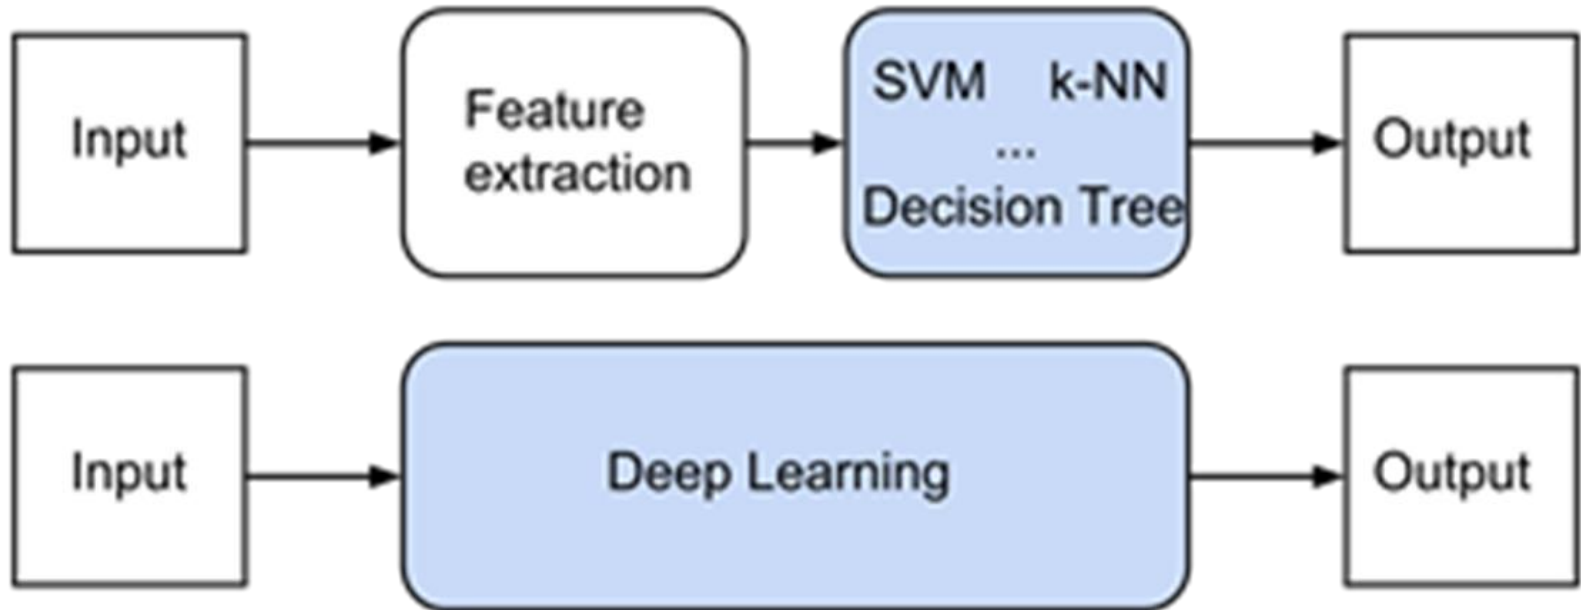 Input
Feature
extraction
SVM k-NN
...
Decision Tree
Output
Input
Deep Learning
Output